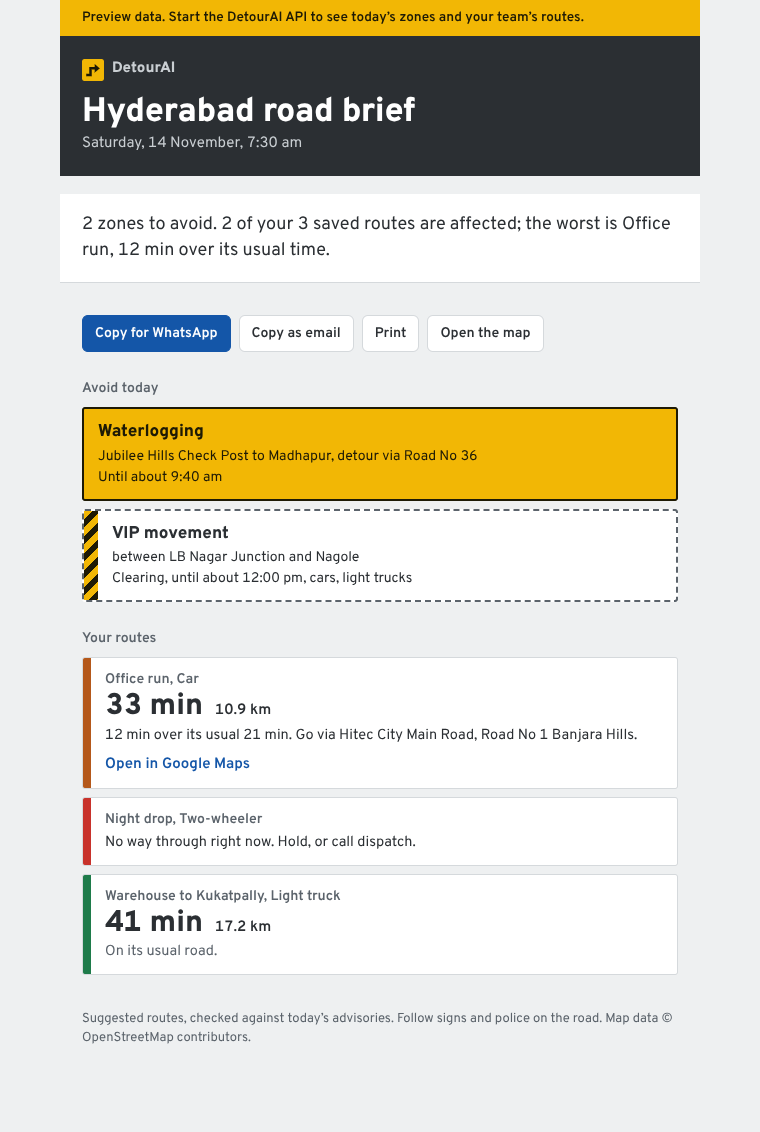 Preview data. Start the DetourAI API to see today’s zones and your team’s routes.
DetourAI
Hyderabad road brief
Saturday, 14 November, 7:30 am
2 zones to avoid. 2 of your 3 saved routes are affected; the worst is Office
run, 12 min over its usual time.
Copy for WhatsApp
Copy as email
Print
Open the map
Avoid today
Waterlogging
Jubilee Hills Check Post to Madhapur, detour via Road No 36
Until about 9:40 am
VIP movement
between LB Nagar Junction and Nagole
Clearing, until about 12:00 pm, cars, light trucks
Your routes
Office run, Car
33 min 10.9 km
12 min over its usual 21 min. Go via Hitec City Main Road, Road No 1 Banjara Hills.
Open in Google Maps
Night drop, Two-wheeler
No way through right now. Hold, or call dispatch.
Warehouse to Kukatpally, Light truck
41 min 17.2 km
On its usual road.
Suggested routes, checked against today’s advisories. Follow signs and police on the road. Map data ©
OpenStreetMap contributors.